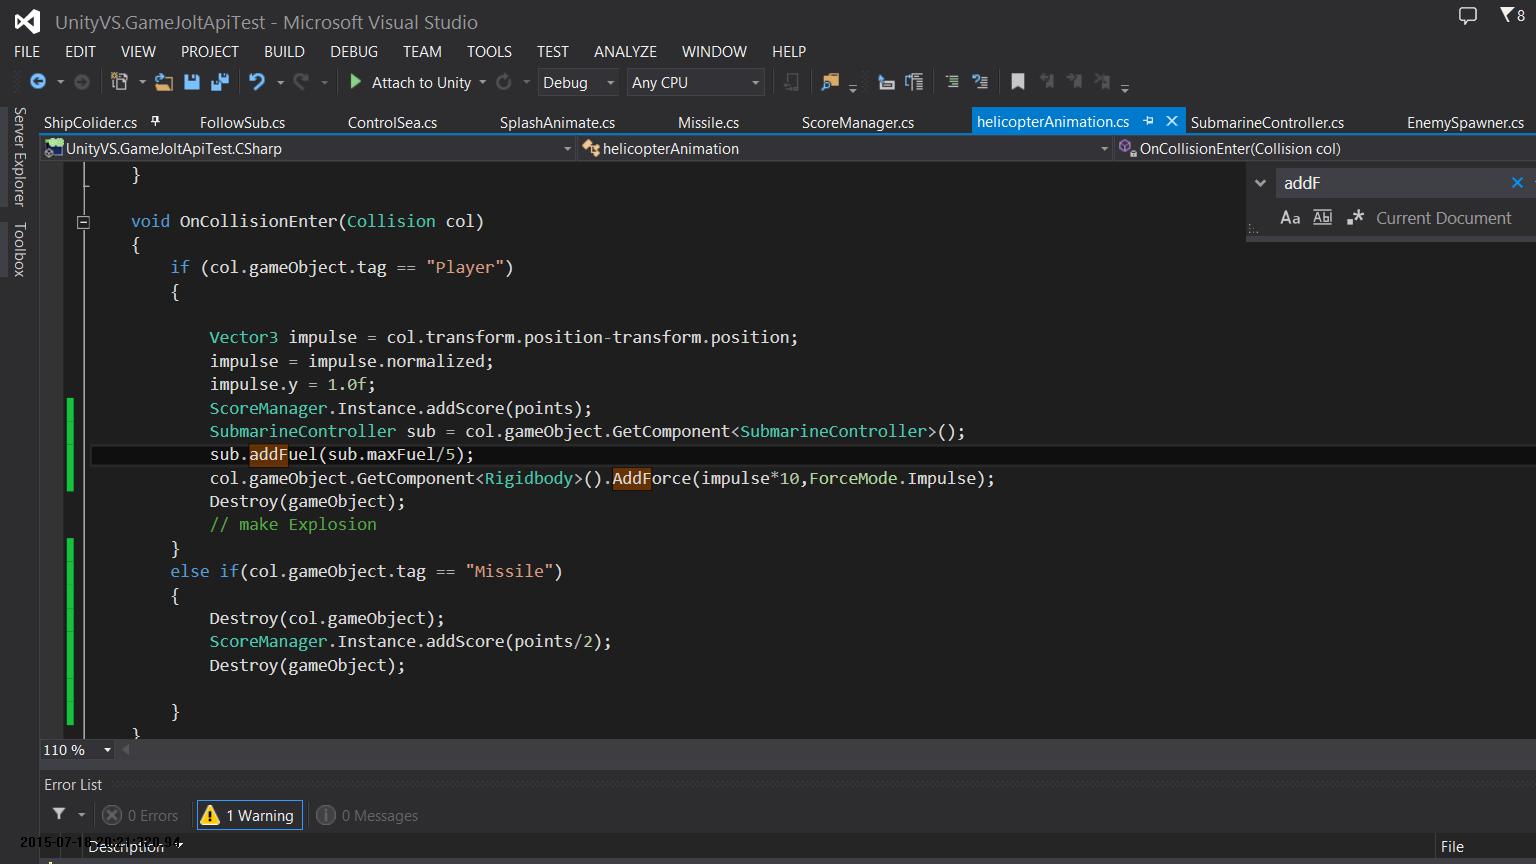 UnityVS.GameJoltApiTest - Microsoft Visual Studio
8
FILE EDIT VIEW PROJECT BUILD DEBUG TEAM TOOLS TEST ANALYZE WINDOW HELP
Attach to Unity Debug Any CPU
Server Explorer
Toolbox
ShipColider.cs FollowSub.cs ControlSea.cs SplashAnimate.cs Missile.cs ScoreManager.cs helicopterAnimation.cs SubmarineController.cs EnemySpawner.cs
UnityVS.GameJoltApiTest.CSharp helicopterAnimation OnCollisionEnter(Collision col)
addF
Aa Abl .* Current Document
}
void OnCollisionEnter(Collision col)
{
if (col.gameObject.tag == "Player")
{
Vector3 impulse = col.transform.position-transform.position;
impulse = impulse.normalized;
impulse.y = 1.0f;
ScoreManager.Instance.addScore(points);
SubmarineController sub = col.gameObject.GetComponent<SubmarineController>();
sub.addFuel(sub.maxFuel/5);
col.gameObject.GetComponent<Rigidbody>().AddForce(impulse*10,ForceMode.Impulse);
Destroy(gameObject);
// make Explosion
}
else if(col.gameObject.tag == "Missile")
{
Destroy(col.gameObject);
ScoreManager.Instance.addScore(points/2);
Destroy(gameObject);
}
}
110 %
Error List
0 Errors 1 Warning 0 Messages
Description File